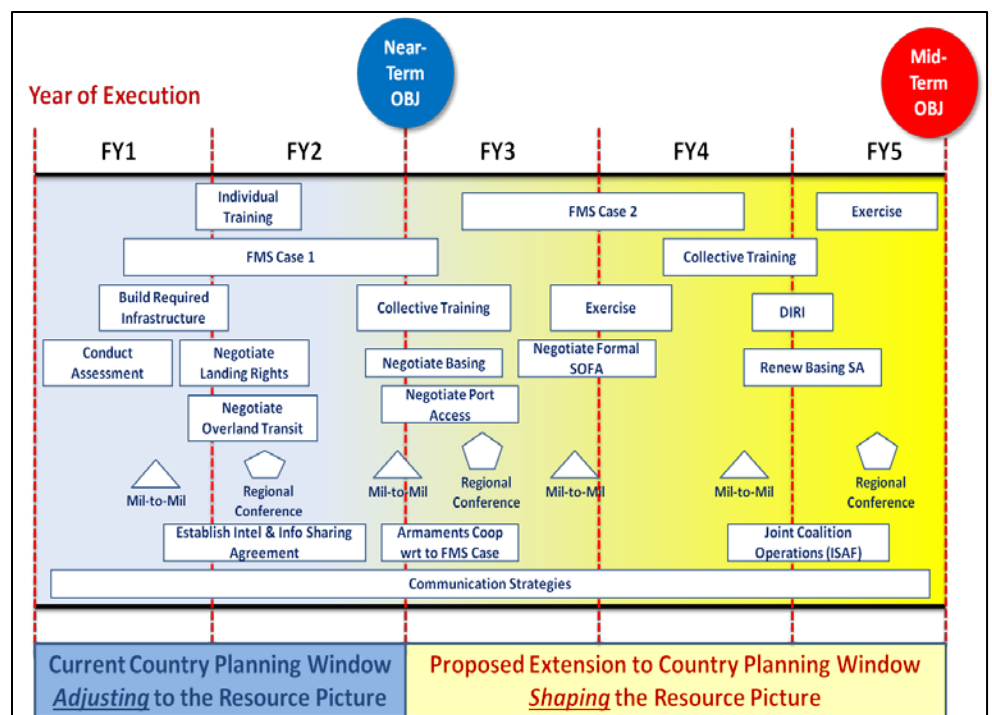 Near-
Term
OBJ
Mid-
Term
OBJ
Year of Execution
FY1
FY2
FY3
FY4
FY5
Individual
Training
FMS Case 2
Exercise
FMS Case 1
Collective Training
Build Required
Infrastructure
Collective Training
Exercise
DIRI
Conduct
Assessment
Negotiate
Landing Rights
Negotiate Basing
Negotiate Formal
SOFA
Renew Basing SA
Negotiate
Overland Transit
Negotiate Port
Access
Mil-to-Mil
Regional
Conference
Mil-to-Mil
Regional
Conference
Mil-to-Mil
Mil-to-Mil
Regional
Conference
Establish Intel & Info Sharing
Agreement
Armaments Coop
wrt to FMS Case
Joint Coalition
Operations (ISAF)
Communication Strategies
Current Country Planning Window
Adjusting to the Resource Picture
Proposed Extension to Country Planning Window
Shaping the Resource Picture